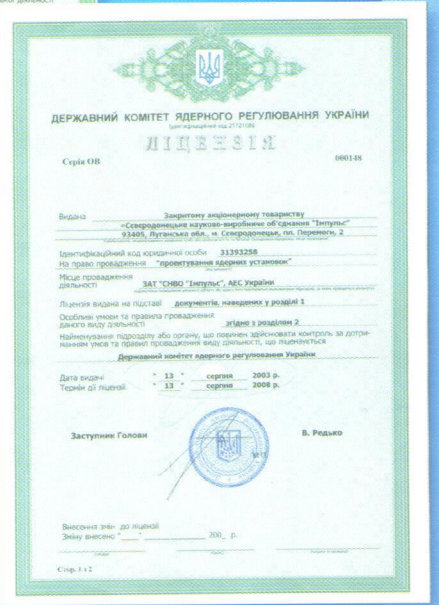 ДЕРЖАВНИЙ КОМІТЕТ ЯДЕРНОГО РЕГУЛЮВАННЯ УКРАЇНИ
ЛІЦЕНЗІЯ
Серія ОВ 000148
Видана Закритому акціонерному товариству
«Сєвєродонецьке науково-виробниче об'єднання "Імпульс"
93405, Луганська обл., м. Сєвєродонецьк, пл. Перемоги, 2
Ідентифікаційний код юридичної особи 31393258
На право провадження "проектування ядерних установок"
Місце провадження
діяльності ЗАТ "СНВО "Імпульс", АЕС України
Ліцензія видана на підставі документів, наведених у розділі 1
Особливі умови та правила провадження
даного виду діяльності згідно з розділом 2
Найменування підрозділу або органу, що повинен здійснювати контроль за дотри-
манням умов та правил провадження виду діяльності, що ліцензується
Державний комітет ядерного регулювання України
Дата видачі " 13 " серпня 2003 р.
Термін дії ліцензії " 13 " серпня 2008 р.
Заступник Голови В. Редько
М.П.
Внесення змін до ліцензії
Зміну внесено " " 200_ р.
Стор. 1 з 2